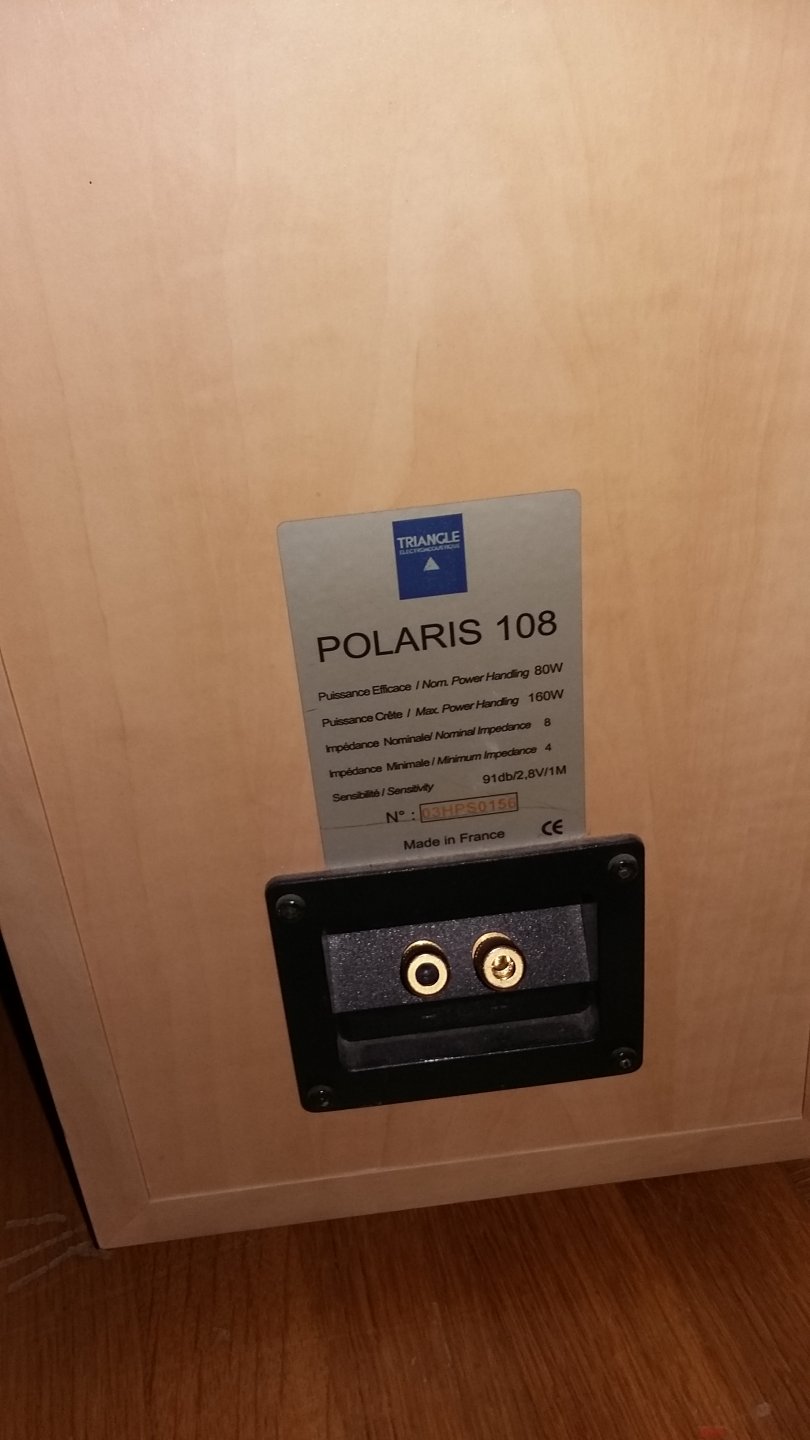 TRIANGLE
ELECTROACOUSTIQUE
POLARIS 108
Puissance Efficace / Nom. Power Handling 80W
Puissance Crête / Max. Power Handling 160W
Impédance Nominale/ Nominal Impedance 8
Impédance Minimale / Minimum Impedance 4
Sensibilité / Sensitivity 91db/2,8V/1M
N° : 03HPS0156
Made in France CE